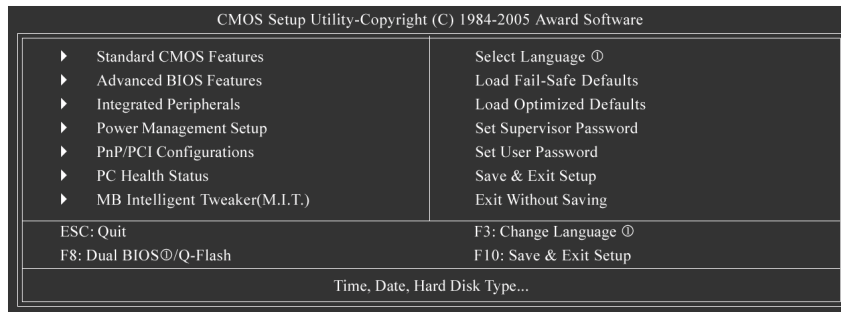 CMOS Setup Utility-Copyright (C) 1984-2005 Award Software
Standard CMOS Features
Advanced BIOS Features
Integrated Peripherals
Power Management Setup
PnP/PCI Configurations
PC Health Status
MB Intelligent Tweaker(M.I.T.)
Select Language ①
Load Fail-Safe Defaults
Load Optimized Defaults
Set Supervisor Password
Set User Password
Save & Exit Setup
Exit Without Saving
ESC: Quit
F8: Dual BIOS①/Q-Flash
F3: Change Language ①
F10: Save & Exit Setup
Time, Date, Hard Disk Type...